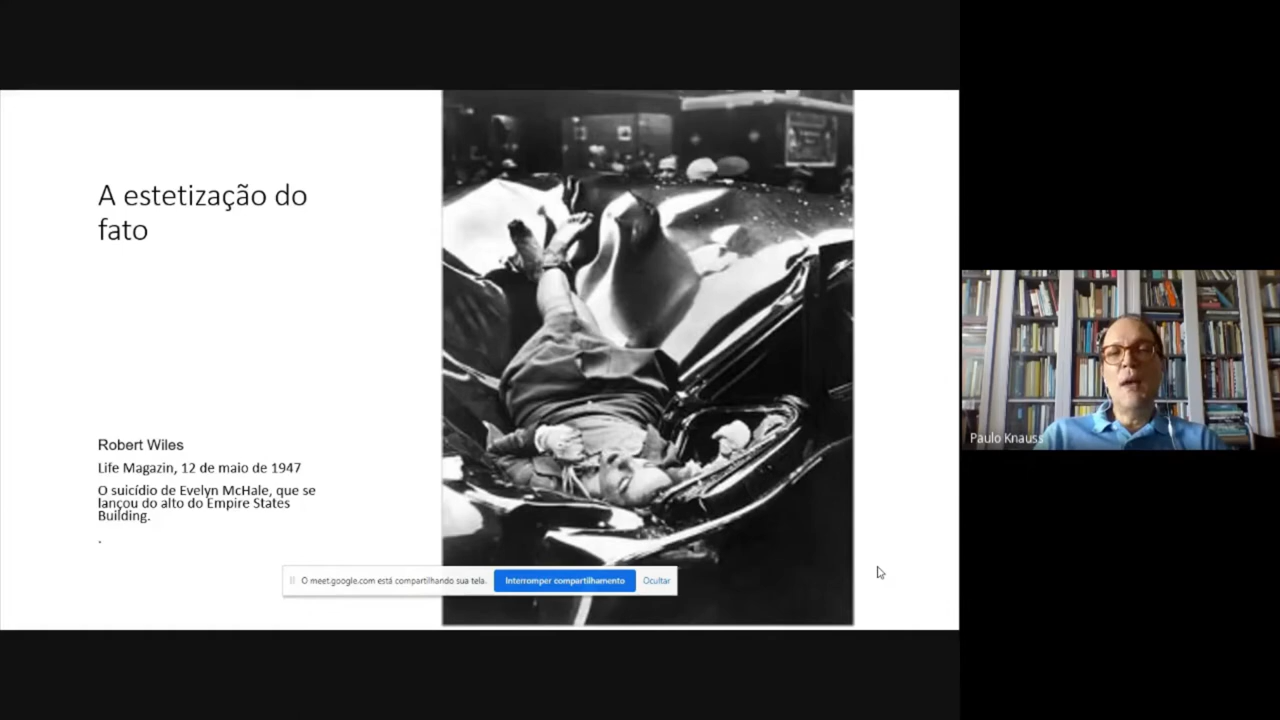 A estetização do
fato
Robert Wiles
Life Magazin, 12 de maio de 1947
O suicídio de Evelyn McHale, que se
lançou do alto do Empire States
Building.
.
O meet.google.com está compartilhando sua tela.
Interromper compartilhamento
Ocultar
Paulo Knauss